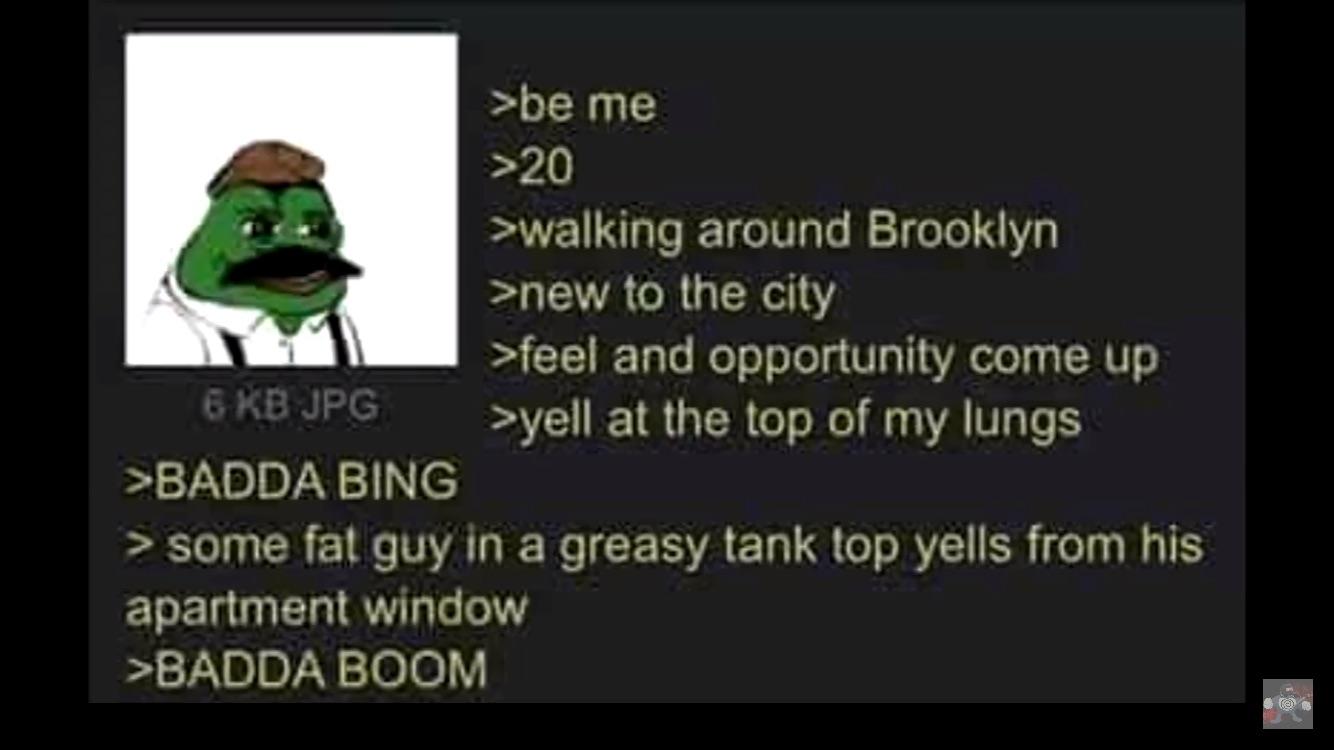 >be me
>20
>walking around Brooklyn
>new to the city
>feel and opportunity come up
>yell at the top of my lungs
6 KB JPG
>BADDA BING
> some fat guy in a greasy tank top yells from his
apartment window
>BADDA BOOM